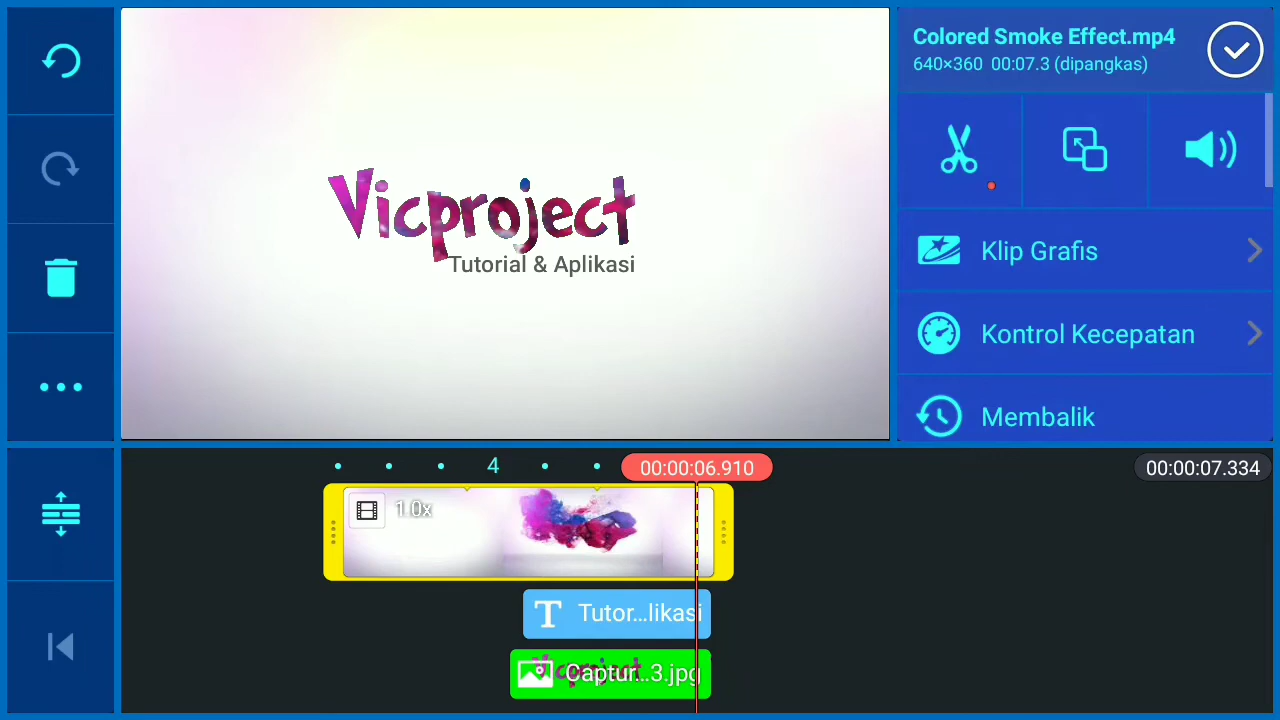 Colored Smoke Effect.mp4
640×360 00:07.3 (dipangkas)
Vicproject
Tutorial & Aplikasi
Klip Grafis
Kontrol Kecepatan
Membalik
4
00:00:06.910
00:00:07.334
1.0x
T Tutor...likasi
Vicproject
Captur...3.jpg